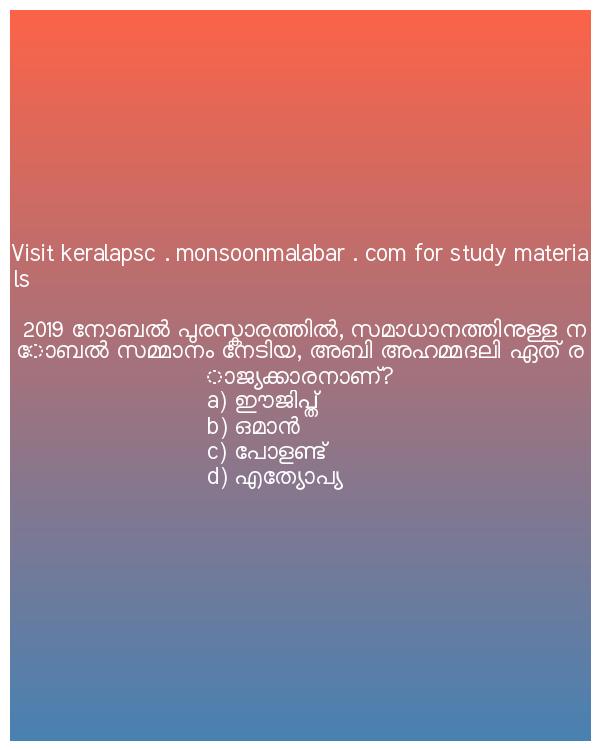 Visit keralapsc . monsoonmalabar . com for study materia
ls
2019 നോബൽ പുരസ്കാരത്തിൽ, സമാധാനത്തിനുള്ള ന
ോബൽ സമ്മാനം നേടിയ, അബി അഹമ്മദലി ഏത് ര
ാജ്യക്കാരനാണ്?
a) ഈജിപ്ത്
b) ഒമാൻ
c) പോളണ്ട്
d) എത്യോപ്യ